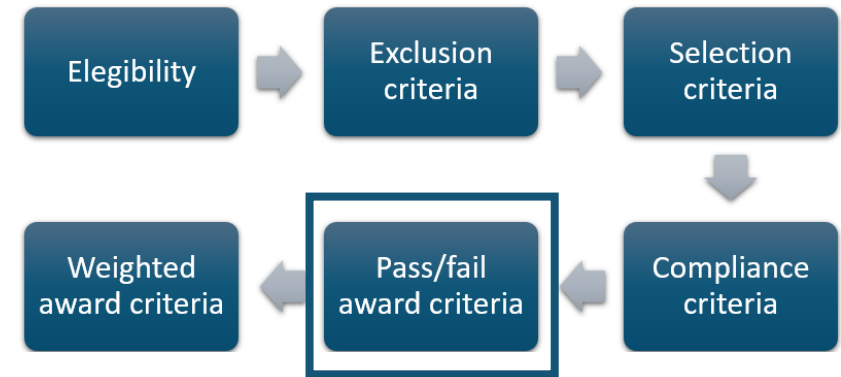 Elegibility
Exclusion
criteria
Selection
criteria
Compliance
criteria
Pass/fail
award criteria
Weighted
award criteria